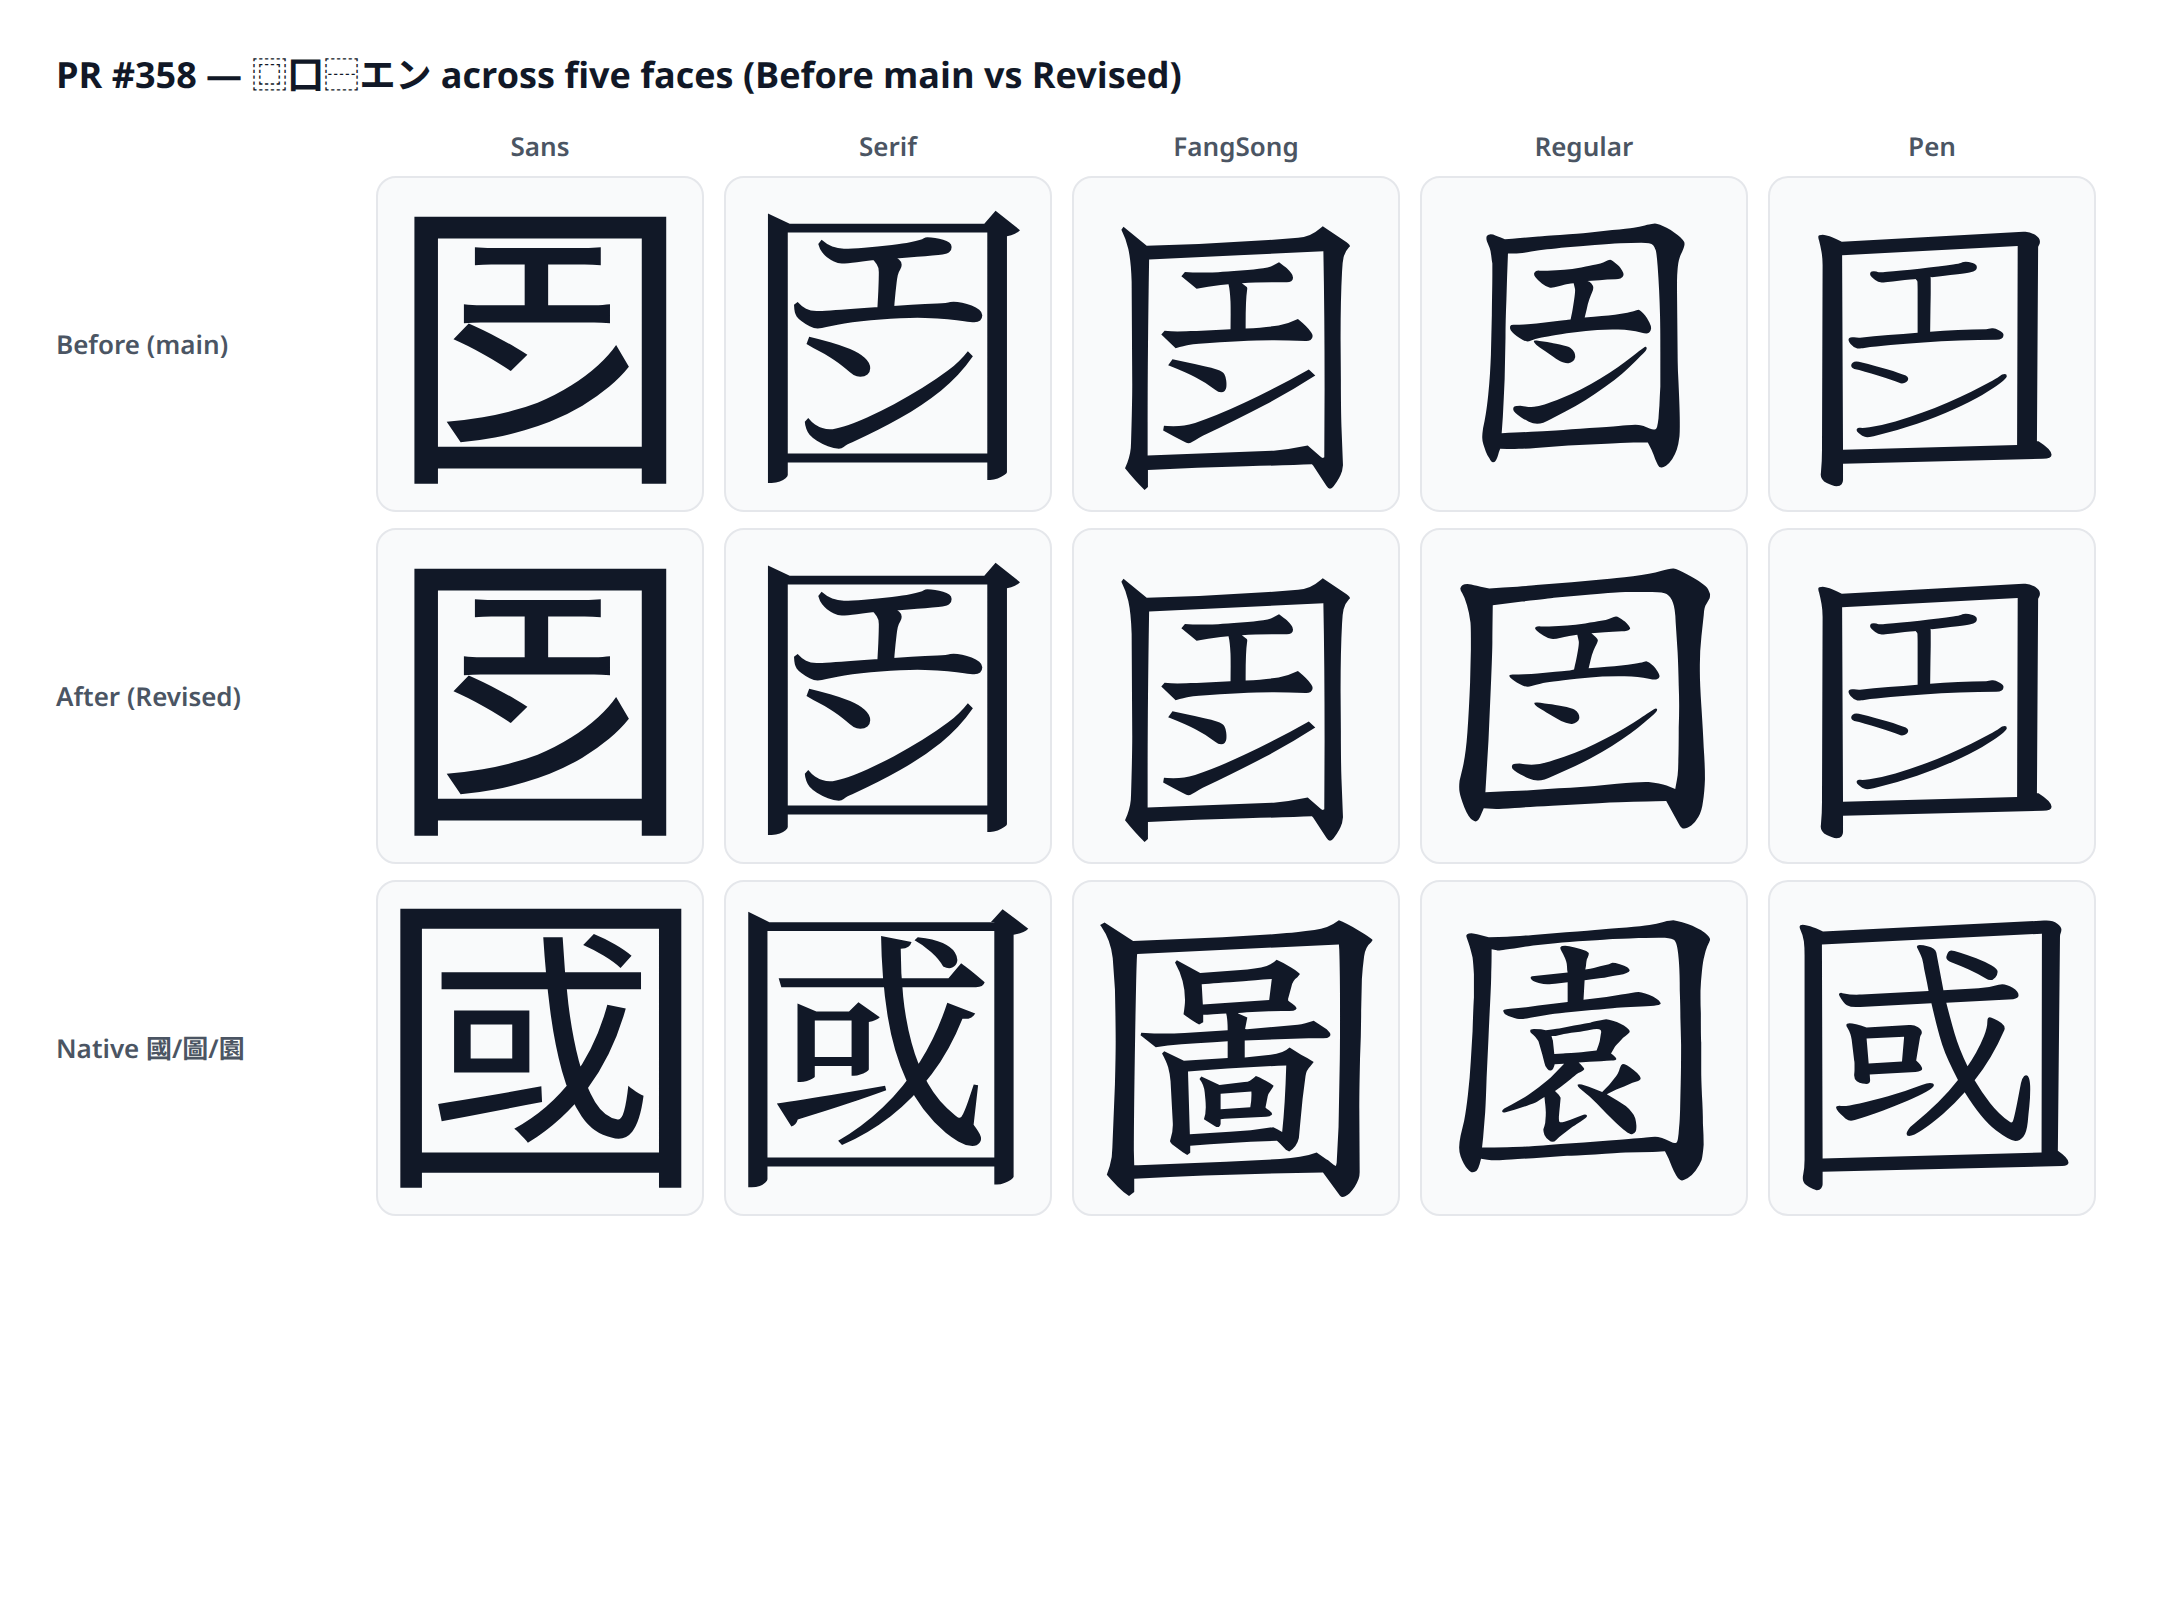 PR #358 — ⿴囗⿱エン across five faces (Before main vs Revised)
Sans Serif FangSong Regular Pen
Before (main)
After (Revised)
國 國 圖 園 國
Native 國/圖/園